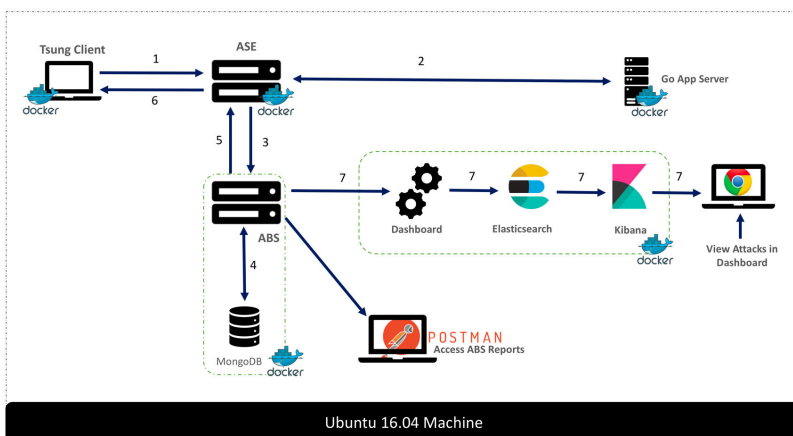 Tsung Client
ASE
1
2
6
Go App Server
docker
docker
docker
5
3
7
7
7
7
ABS
Dashboard
Elasticsearch
Kibana
docker
View Attacks in
Dashboard
4
POSTMAN
Access ABS Reports
MongoDB
docker
Ubuntu 16.04 Machine